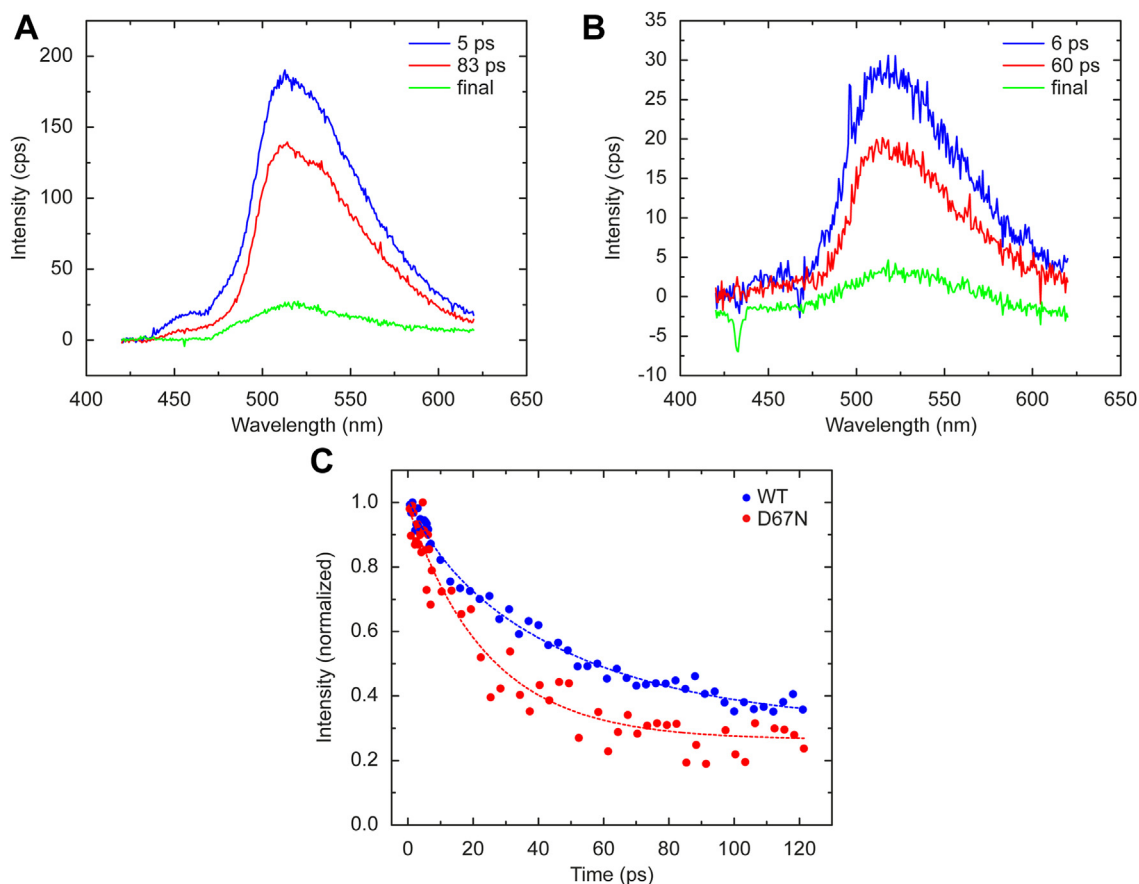 A
5 ps
83 ps
final
200
150
100
50
0
Intensity (cps)
400
450
500
550
600
650
Wavelength (nm)
B
6 ps
60 ps
final
35
30
25
20
15
10
5
0
-5
-10
Intensity (cps)
400
450
500
550
600
650
Wavelength (nm)
C
WT
D67N
1.0
0.8
0.6
0.4
0.2
0.0
Intensity (normalized)
0
20
40
60
80
100
120
Time (ps)